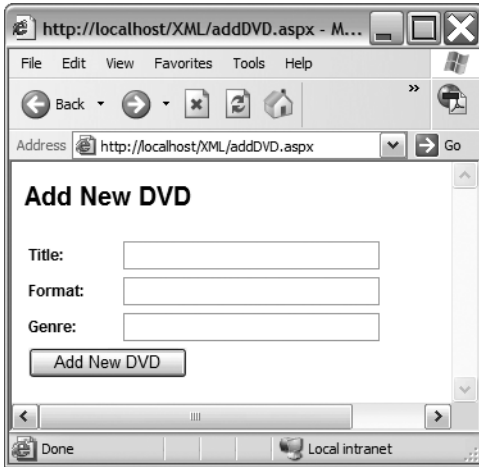 http://localhost/XML/addDVD.aspx - M...
File Edit View Favorites Tools Help
Back
Address http://localhost/XML/addDVD.aspx Go
Add New DVD
Title:
Format:
Genre:
Add New DVD
Done Local intranet